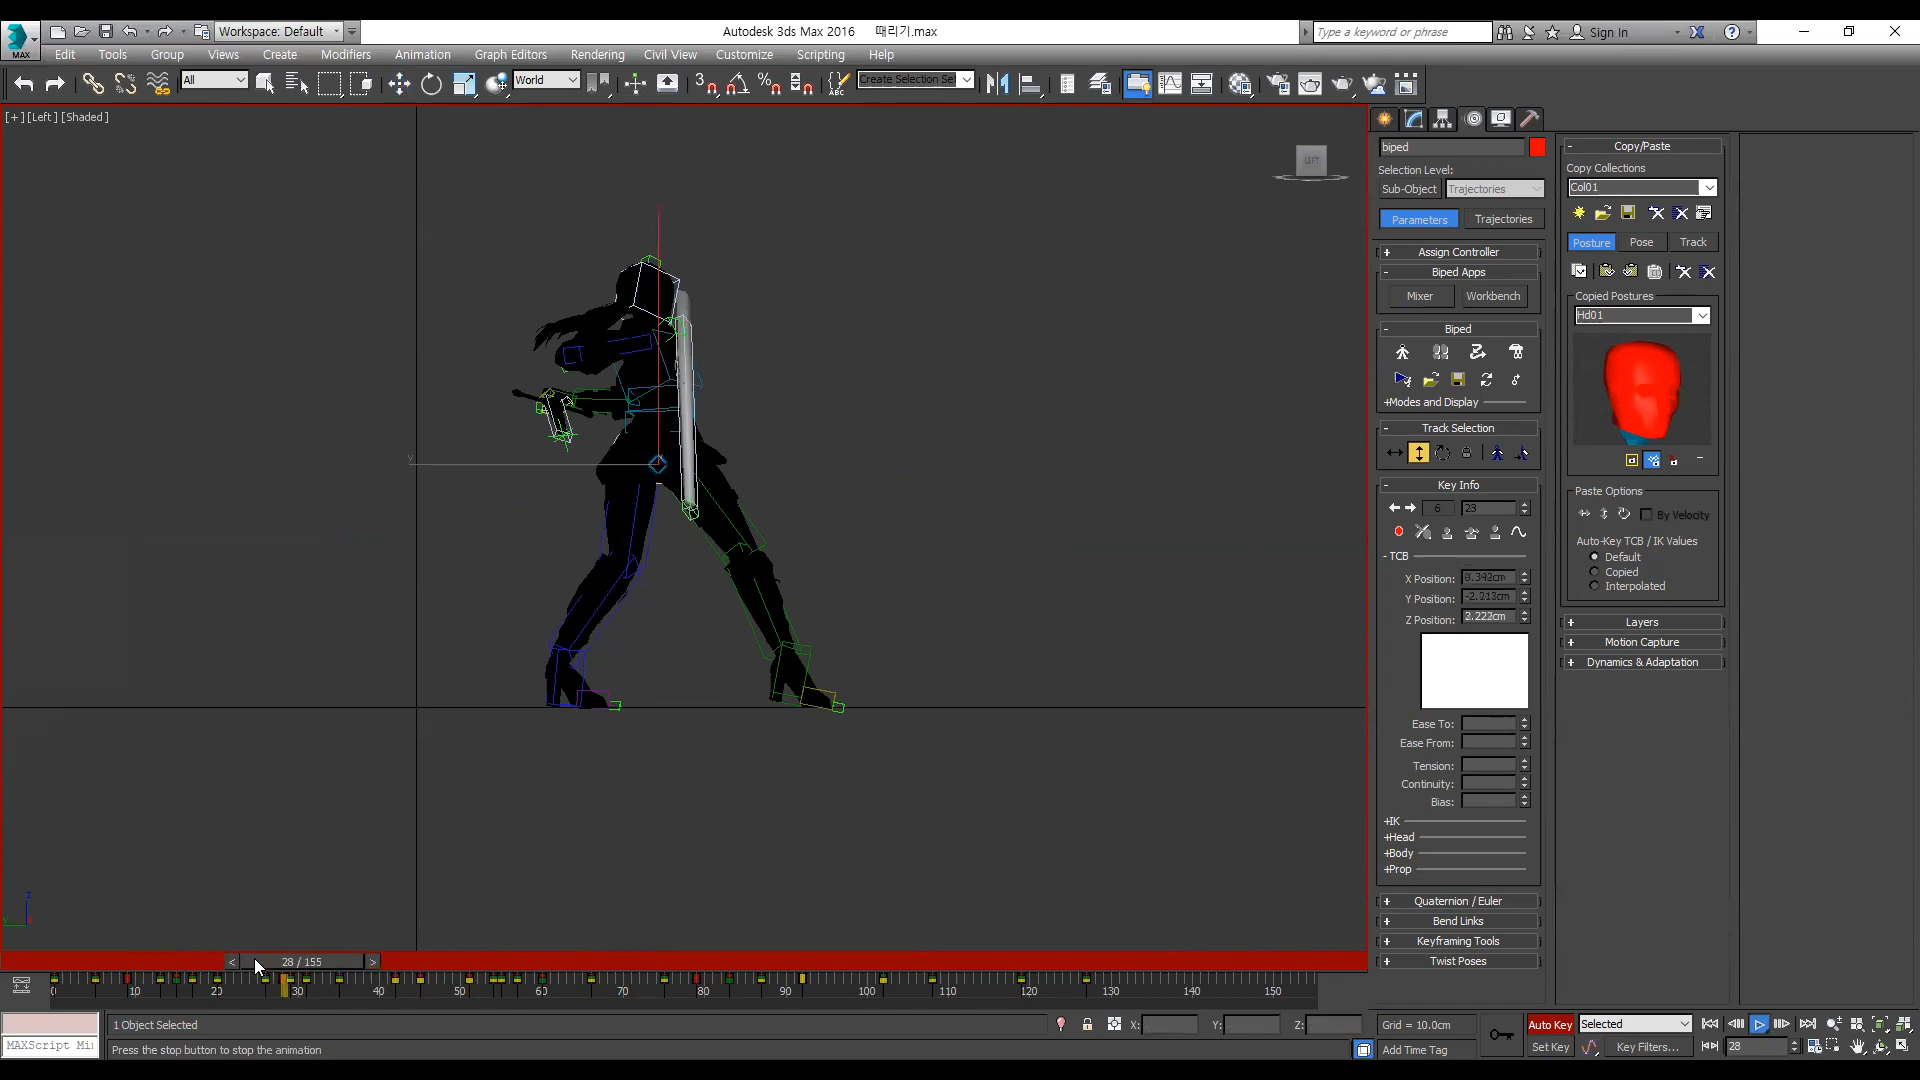 Workspace: Default
Autodesk 3ds Max 2016 때리기.max
Type a keyword or phrase
Sign In
MAX
Edit Tools Group Views Create Modifiers Animation Graph Editors Rendering Civil View Customize Scripting Help
All
World
Create Selection Se
[+] [Left] [Shaded]
LEFT
biped
Selection Level:
Sub-Object Trajectories
Parameters Trajectories
+ Assign Controller
- Biped Apps
Mixer Workbench
- Biped
+Modes and Display
- Track Selection
- Key Info
6 23
- TCB
X Position: 8.392cm
Y Position: -2.213cm
Z Position: 3.222cm
Ease To:
Ease From:
Tension:
Continuity:
Bias:
+IK
+Head
+Body
+Prop
+ Quaternion / Euler
+ Bend Links
+ Keyframing Tools
+ Twist Poses
- Copy/Paste
Copy Collections
Col01
Posture Pose Track
Copied Postures
Hd01
Paste Options
By Velocity
Auto-Key TCB / IK Values
Default
Copied
Interpolated
+ Layers
+ Motion Capture
+ Dynamics & Adaptation
y
z
< 28 / 155 >
0 10 20 30 40 50 60 70 80 90 100 110 120 130 140 150
1 Object Selected
X: Y: Z:
Grid = 10.0cm
Auto Key Selected
MAXScript Mi
Press the stop button to stop the animation
Add Time Tag
Set Key Key Filters...
28